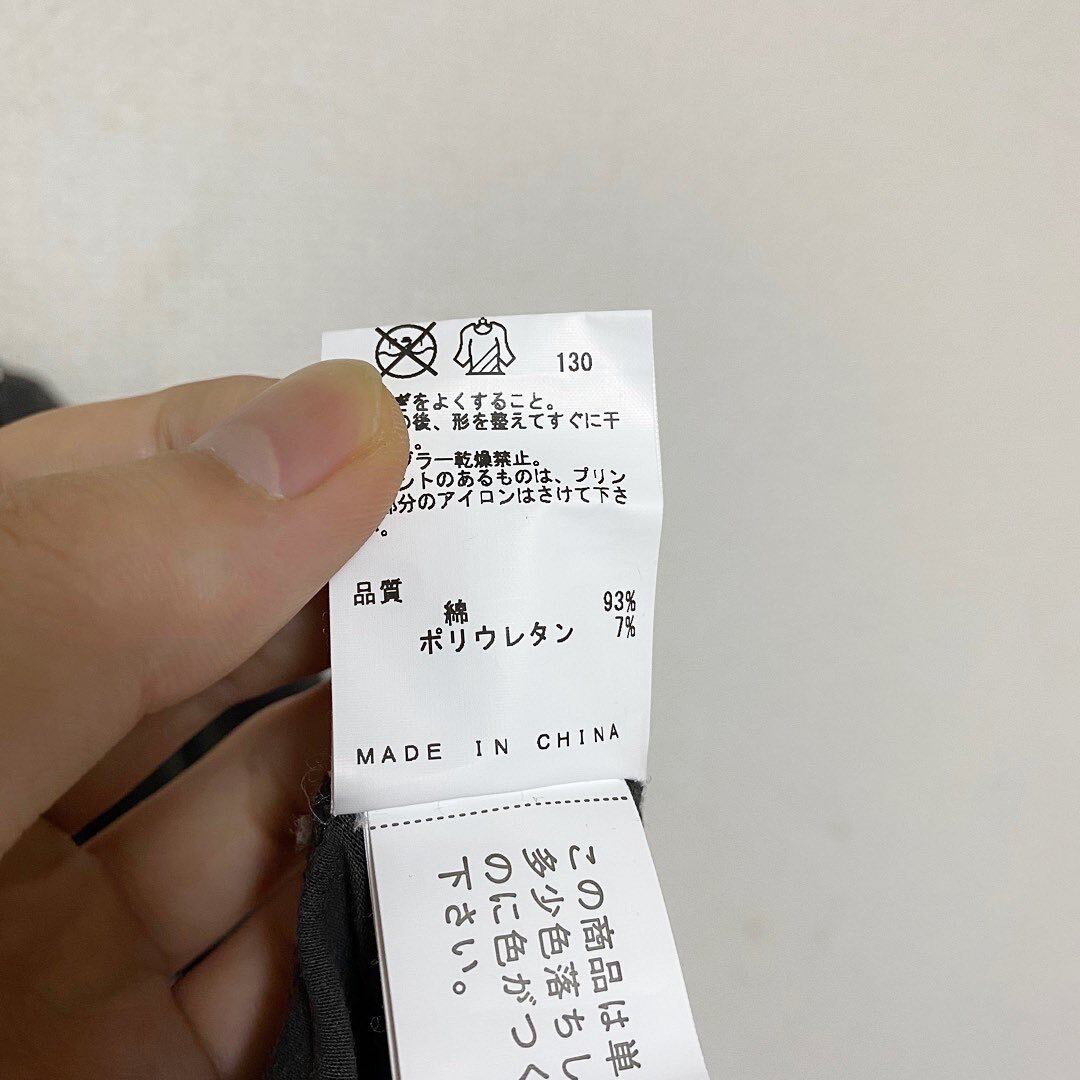 130
ぎをよくすること。
の後、形を整えてすぐに干
。
ブラー乾燥禁止。
ントのあるものは、プリン
部分のアイロンはさけて下さ
。
品質
綿 93%
ポリウレタン 7%
MADE IN CHINA
この商品は単
多少色落ちし
のに色がつく
下さい。